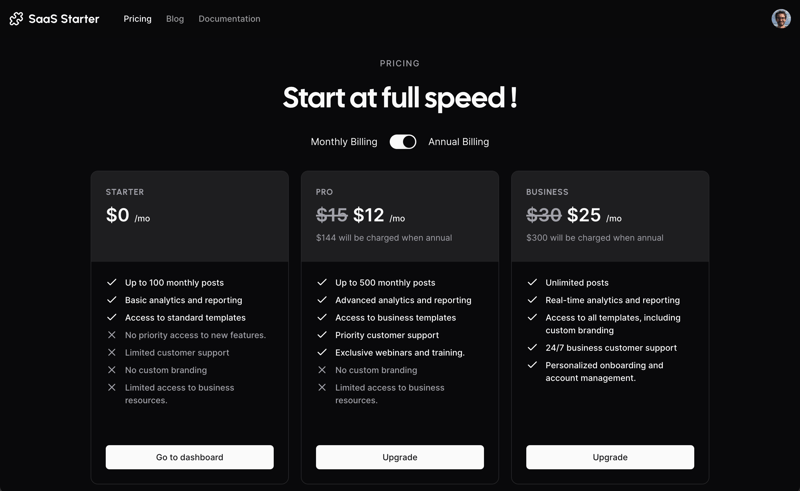 SaaS Starter
Pricing
Blog
Documentation
PRICING
Start at full speed !
Monthly Billing
Annual Billing
STARTER
$0 /mo
Up to 100 monthly posts
Basic analytics and reporting
Access to standard templates
No priority access to new features.
Limited customer support
No custom branding
Limited access to business
resources.
Go to dashboard
PRO
$15 $12 /mo
$144 will be charged when annual
Up to 500 monthly posts
Advanced analytics and reporting
Access to business templates
Priority customer support
Exclusive webinars and training.
No custom branding
Limited access to business
resources.
Upgrade
BUSINESS
$30 $25 /mo
$300 will be charged when annual
Unlimited posts
Real-time analytics and reporting
Access to all templates, including
custom branding
24/7 business customer support
Personalized onboarding and
account management.
Upgrade